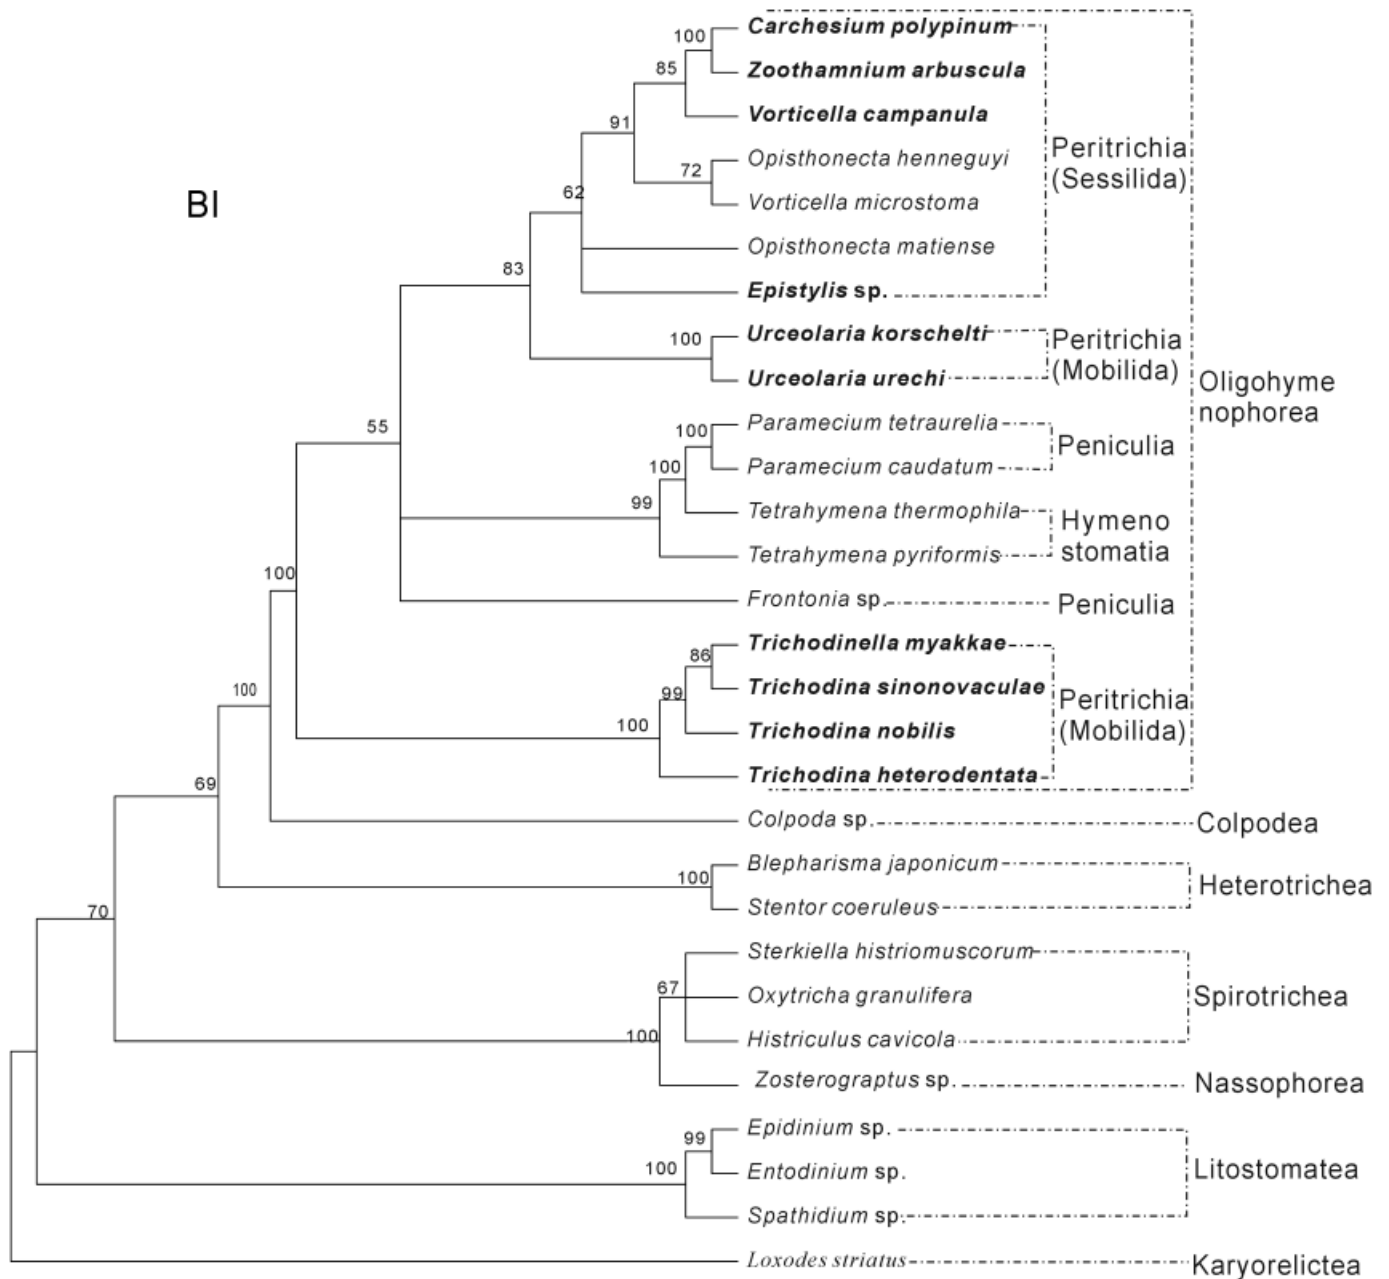 Carchesium polypinum
100
Zoothamnium arbuscula
85
Vorticella campanula
91
Opisthonecta henneguyi
Peritrichia
(Sessilida)
72
Vorticella microstoma
62
BI
Opisthonecta matiense
83
Epistylis sp.
Urceolaria korschelti
100
Peritrichia
(Mobilida)
Urceolaria urechi
Oligohyme
nophorea
Paramecium tetraurelia
55
100
Peniculia
Paramecium caudatum
100
99
Tetrahymena thermophila
Hymeno
stomatia
Tetrahymena pyriformis
100
Frontonia sp.
Peniculia
Trichodinella myakkae
86
Trichodina sinonovaculae
100
99
Peritrichia
(Mobilida)
100
Trichodina nobilis
Trichodina heterodentata
69
Colpoda sp.
Colpodea
Blepharisma japonicum
100
Heterotrichea
Stentor coeruleus
70
Sterkiella histriomuscorum
67
Oxytricha granulifera
Spirotrichea
100
Histriculus cavicola
Zosterograptus sp.
Nassophorea
Epidinium sp.
99
100
Entodinium sp.
Litostomatea
Spathidium sp.
Loxodes striatus
Karyorelictea